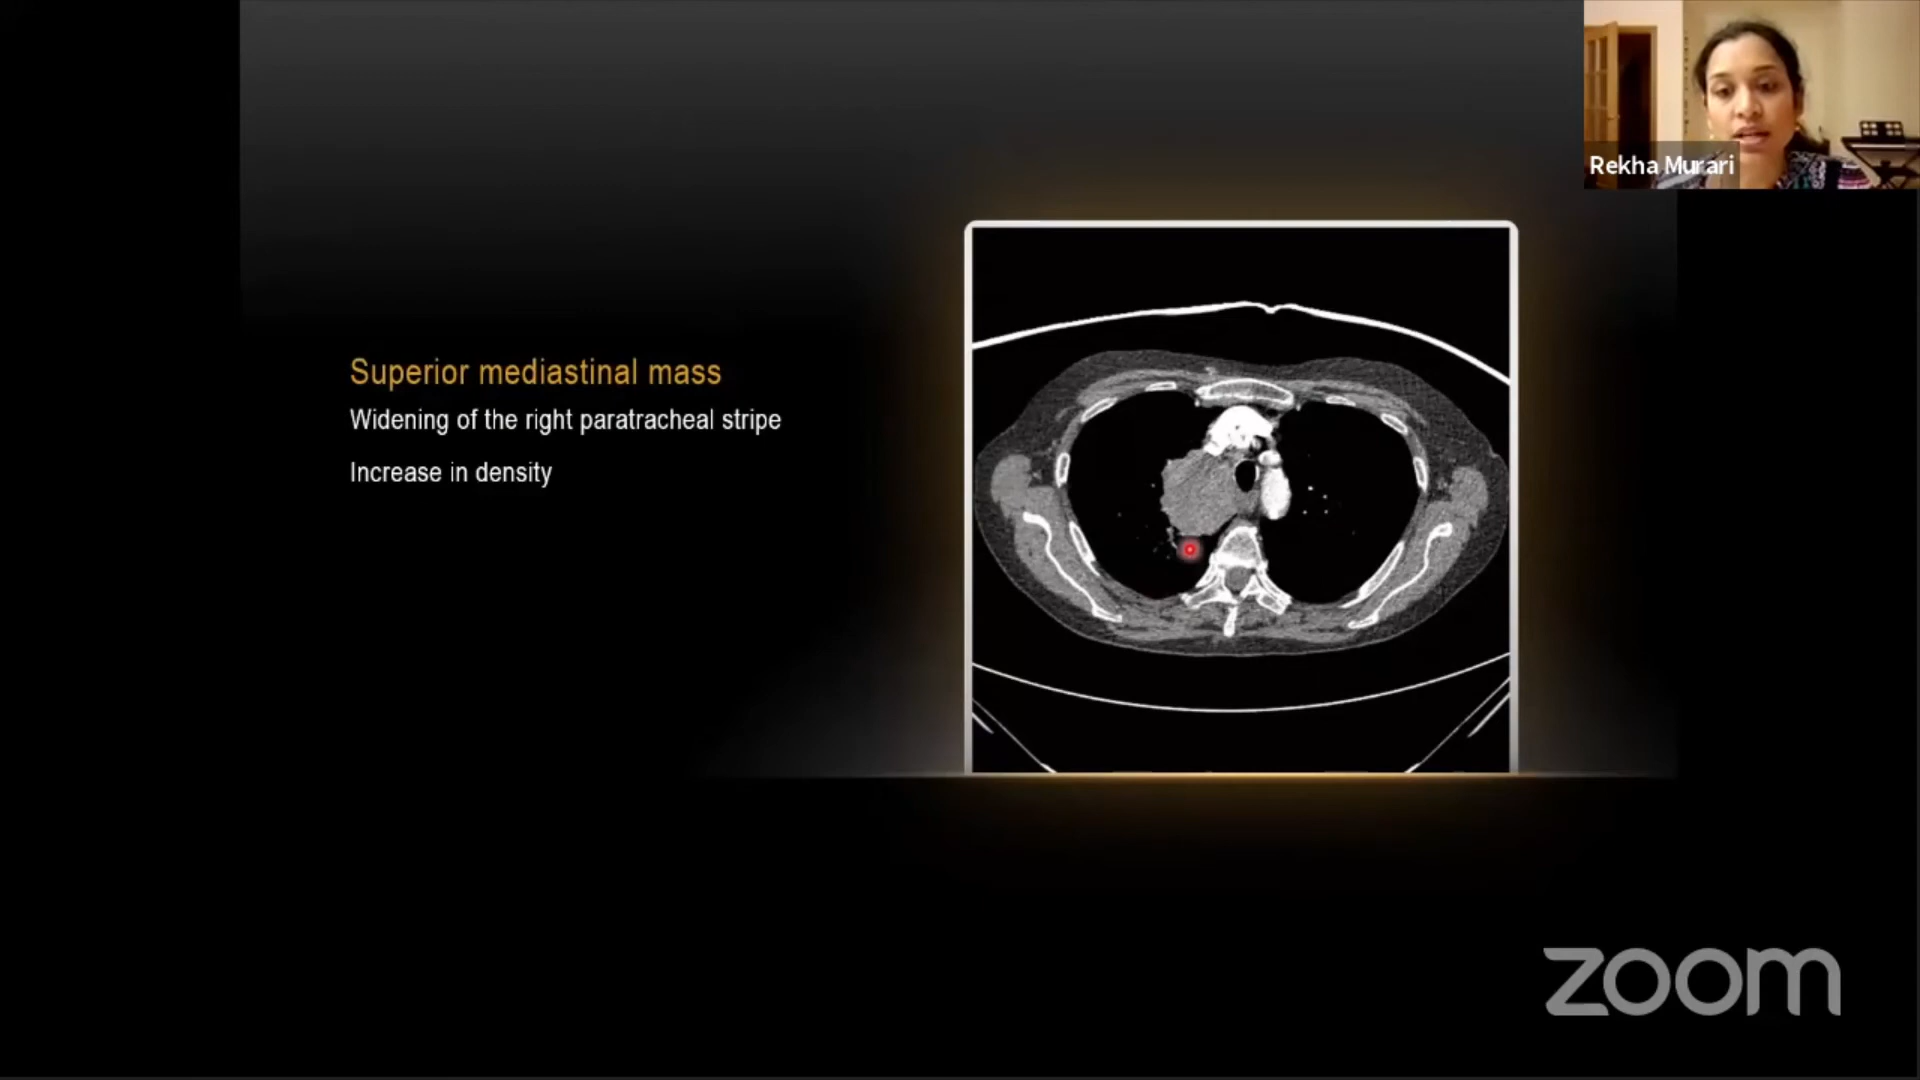 Rekha Murari
Superior mediastinal mass
Widening of the right paratracheal stripe
Increase in density
zoom